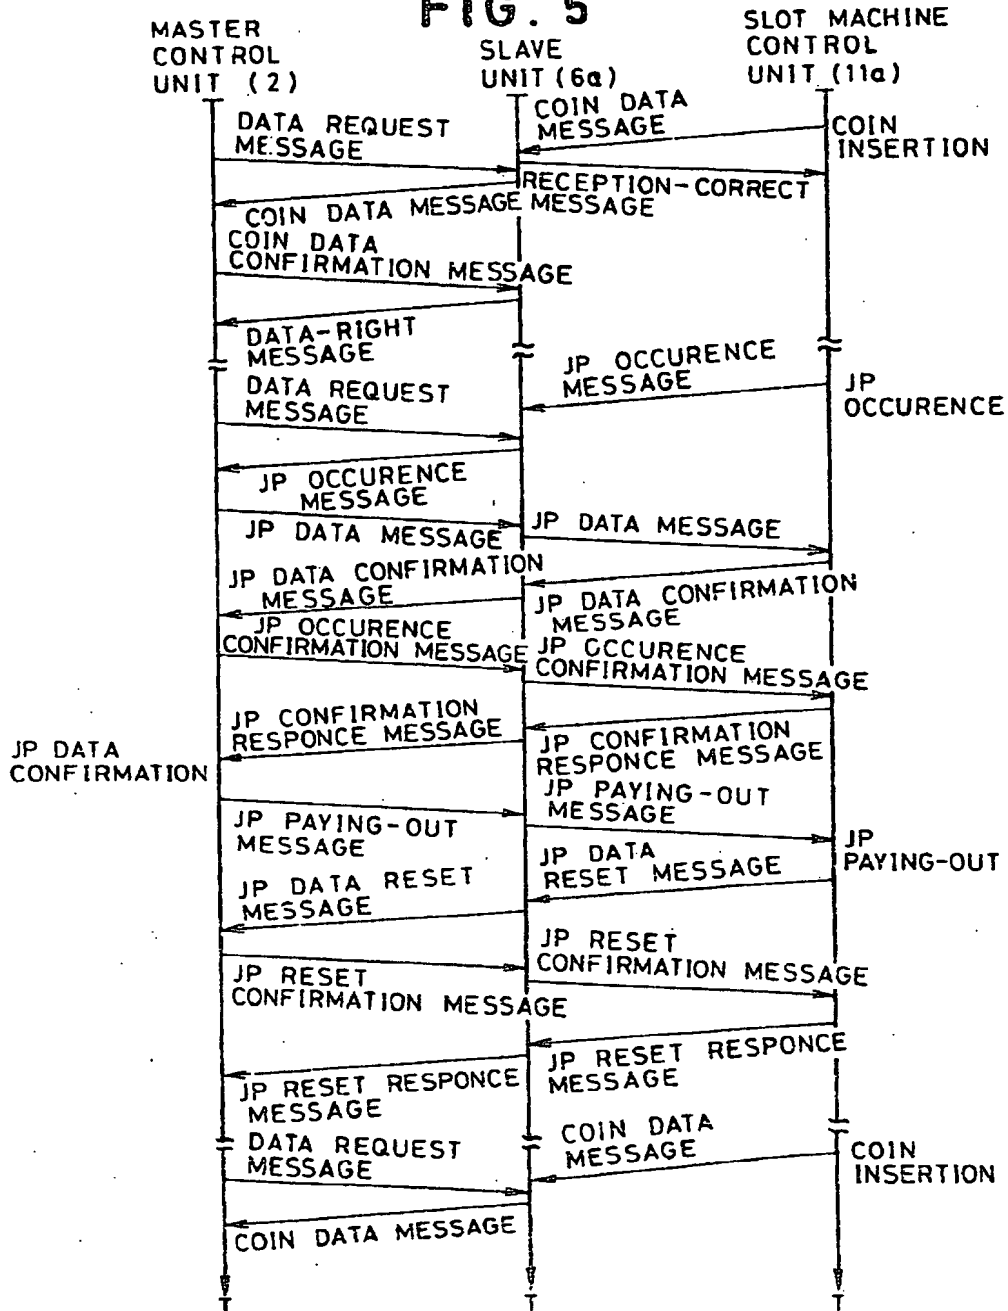 FIG. 5
MASTER
CONTROL
UNIT (2)
SLAVE
UNIT (6a)
SLOT MACHINE
CONTROL
UNIT (11a)
COIN DATA
MESSAGE
COIN
INSERTION
DATA REQUEST
MESSAGE
RECEPTION-CORRECT
MESSAGE
COIN DATA MESSAGE
COIN DATA
CONFIRMATION MESSAGE
DATA-RIGHT
MESSAGE
JP OCCURENCE
MESSAGE
JP
OCCURENCE
DATA REQUEST
MESSAGE
JP OCCURENCE
MESSAGE
JP DATA MESSAGE
JP DATA MESSAGE
JP DATA CONFIRMATION
MESSAGE
JP DATA CONFIRMATION
MESSAGE
JP OCCURENCE
CONFIRMATION MESSAGE
JP OCCURENCE
CONFIRMATION MESSAGE
JP CONFIRMATION
RESPONCE MESSAGE
JP CONFIRMATION
RESPONCE MESSAGE
JP DATA
CONFIRMATION
JP PAYING-OUT
MESSAGE
JP PAYING-OUT
MESSAGE
JP
PAYING-OUT
JP DATA
RESET MESSAGE
JP DATA RESET
MESSAGE
JP RESET
CONFIRMATION MESSAGE
JP RESET
CONFIRMATION MESSAGE
JP RESET RESPONCE
MESSAGE
JP RESET RESPONCE
MESSAGE
COIN DATA
MESSAGE
COIN
INSERTION
DATA REQUEST
MESSAGE
COIN DATA MESSAGE
T
T
T